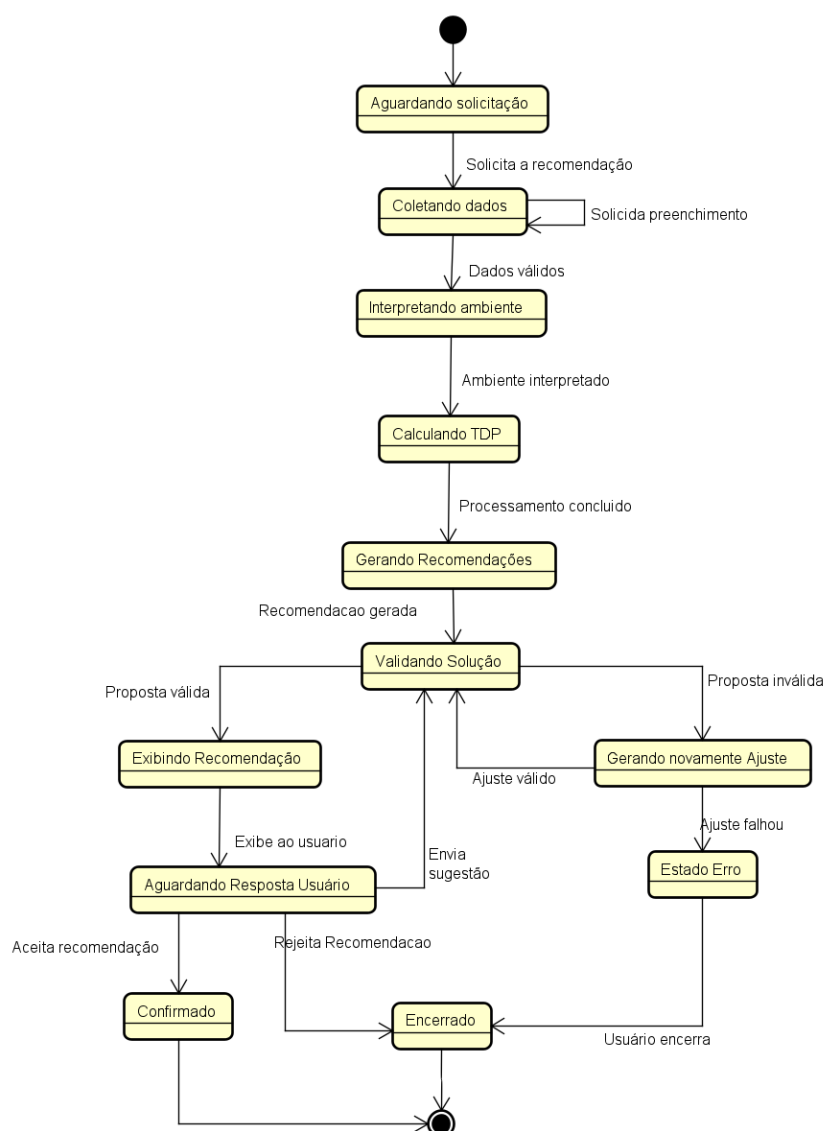 Aguardando solicitação
Solicita a recomendação
Coletando dados
Solicida preenchimento
Dados válidos
Interpretando ambiente
Ambiente interpretado
Calculando TDP
Processamento concluido
Gerando Recomendações
Recomendacao gerada
Validando Solução
Proposta válida
Proposta inválida
Exibindo Recomendação
Gerando novamente Ajuste
Ajuste válido
Exibe ao usuario
Envia
sugestão
Ajuste falhou
Aguardando Resposta Usuário
Estado Erro
Aceita recomendação
Rejeita Recomendacao
Confirmado
Encerrado
Usuário encerra